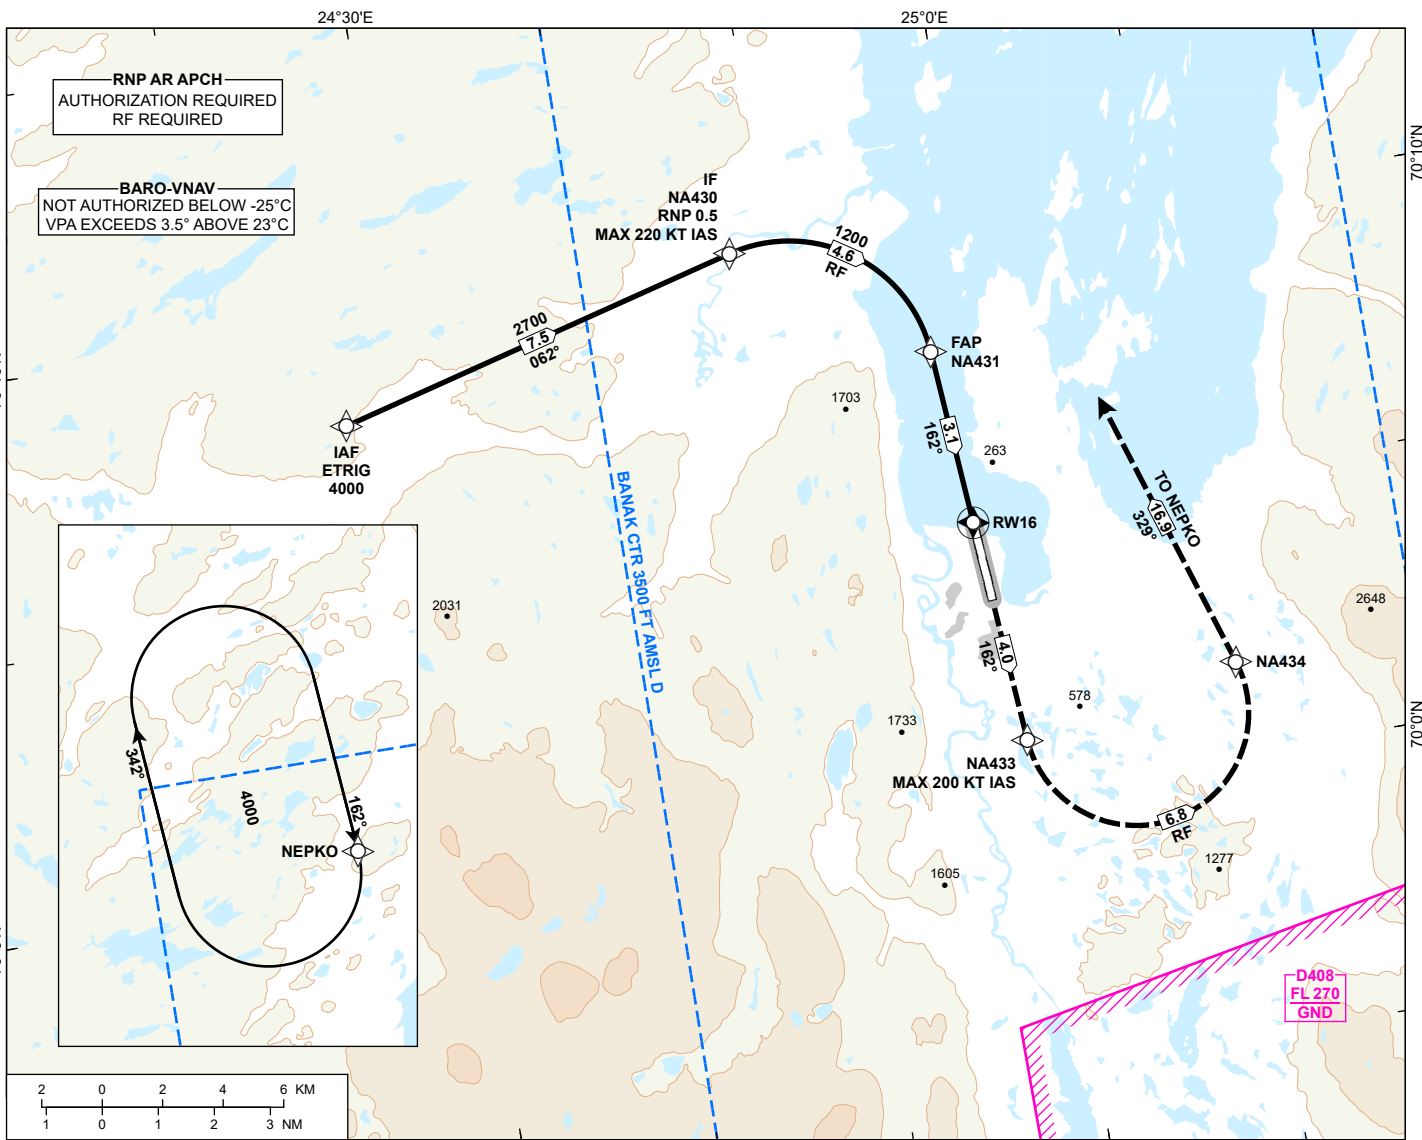 24°30'E
25°0'E
RNP AR APCH
AUTHORIZATION REQUIRED
RF REQUIRED
70°10'N
IF
NA430
RNP 0.5
MAX 220 KT IAS
BARO-VNAV
NOT AUTHORIZED BELOW -25°C
VPA EXCEEDS 3.5° ABOVE 23°C
1200
4.6
RF
2700
7.5
062°
FAP
NA431
1703
3.1
162°
263
IAF
ETRIG
4000
BANAK CTR 3500 FT AMSL D
TO NEPKO
16.9
329°
RW16
2031
2648
4.0
162°
NA434
578
1733
70°0'N
NA433
MAX 200 KT IAS
342°
4000
162°
NEPKO
6.8
RF
1277
1605
D408
FL 270
GND
2 0 2 4 6 KM
1 0 1 2 3 NM